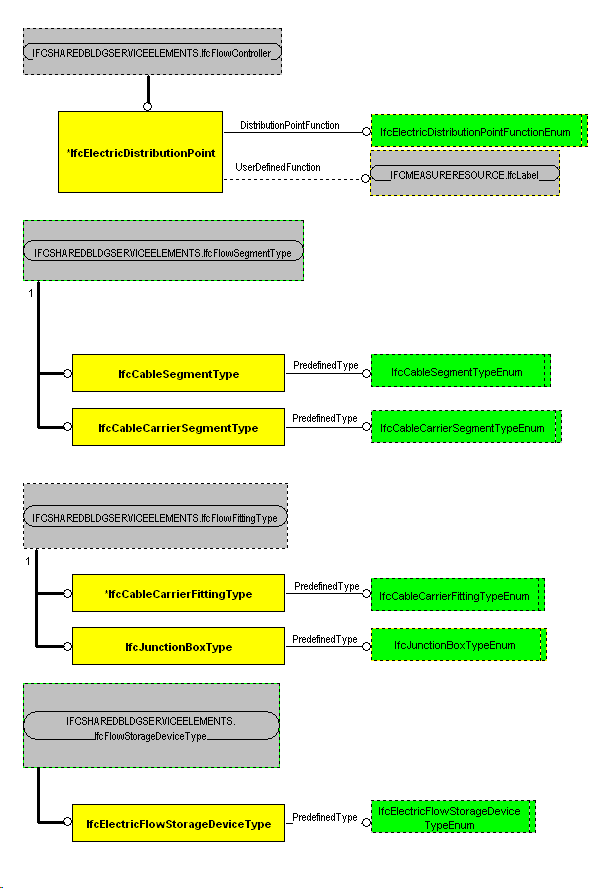 IFCSHAREDBLDGSERVICEELEMENTS.IfcFlowController
*IfcElectricDistributionPoint
DistributionPointFunction
IfcElectricDistributionPointFunctionEnum
UserDefinedFunction
IFCMEASURERESOURCE.IfcLabel
IFCSHAREDBLDGSERVICEELEMENTS.IfcFlowSegmentType
1
IfcCableSegmentType
PredefinedType
IfcCableSegmentTypeEnum
IfcCableCarrierSegmentType
PredefinedType
IfcCableCarrierSegmentTypeEnum
IFCSHAREDBLDGSERVICEELEMENTS.IfcFlowFittingType
1
*IfcCableCarrierFittingType
PredefinedType
IfcCableCarrierFittingTypeEnum
IfcJunctionBoxType
PredefinedType
IfcJunctionBoxTypeEnum
IFCSHAREDBLDGSERVICEELEMENTS.
IfcFlowStorageDeviceType
IfcElectricFlowStorageDeviceType
PredefinedType
IfcElectricFlowStorageDevice
TypeEnum